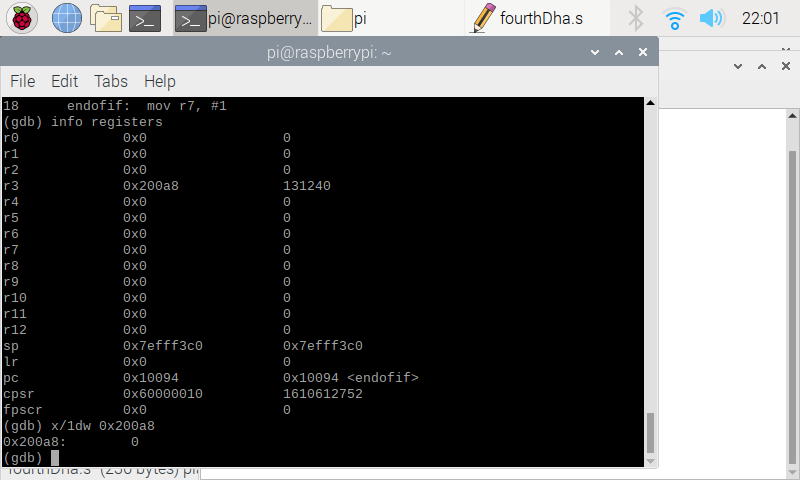 pi@raspberry... pi fourthDha.s 22:01
pi@raspberrypi: ~
File Edit Tabs Help
18      endofif:  mov r7, #1
(gdb) info registers
r0             0x0                 0
r1             0x0                 0
r2             0x0                 0
r3             0x200a8             131240
r4             0x0                 0
r5             0x0                 0
r6             0x0                 0
r7             0x0                 0
r8             0x0                 0
r9             0x0                 0
r10            0x0                 0
r11            0x0                 0
r12            0x0                 0
sp             0x7efff3c0          0x7efff3c0
lr             0x0                 0
pc             0x10094             0x10094 <endofif>
cpsr           0x60000010          1610612752
fpscr          0x0                 0
(gdb) x/1dw 0x200a8
0x200a8:        0
(gdb)
fourthDha.s" (256 bytes) pl